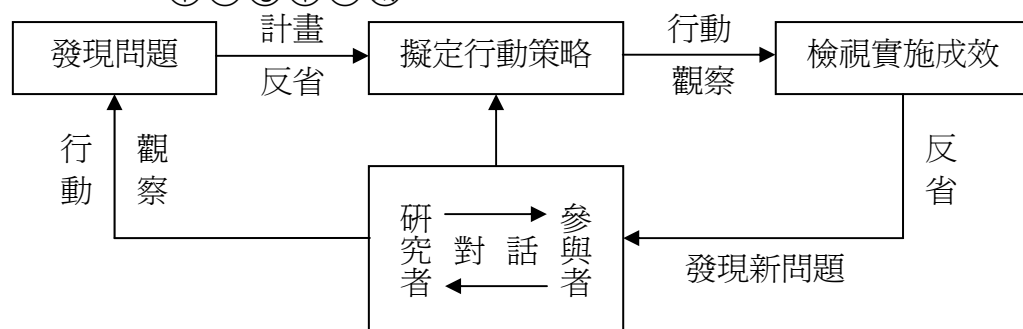 發現問題
計畫
反省
擬定行動策略
行動
觀察
檢視實施成效
行動
觀察
研究者
對話
參與者
反省
發現新問題